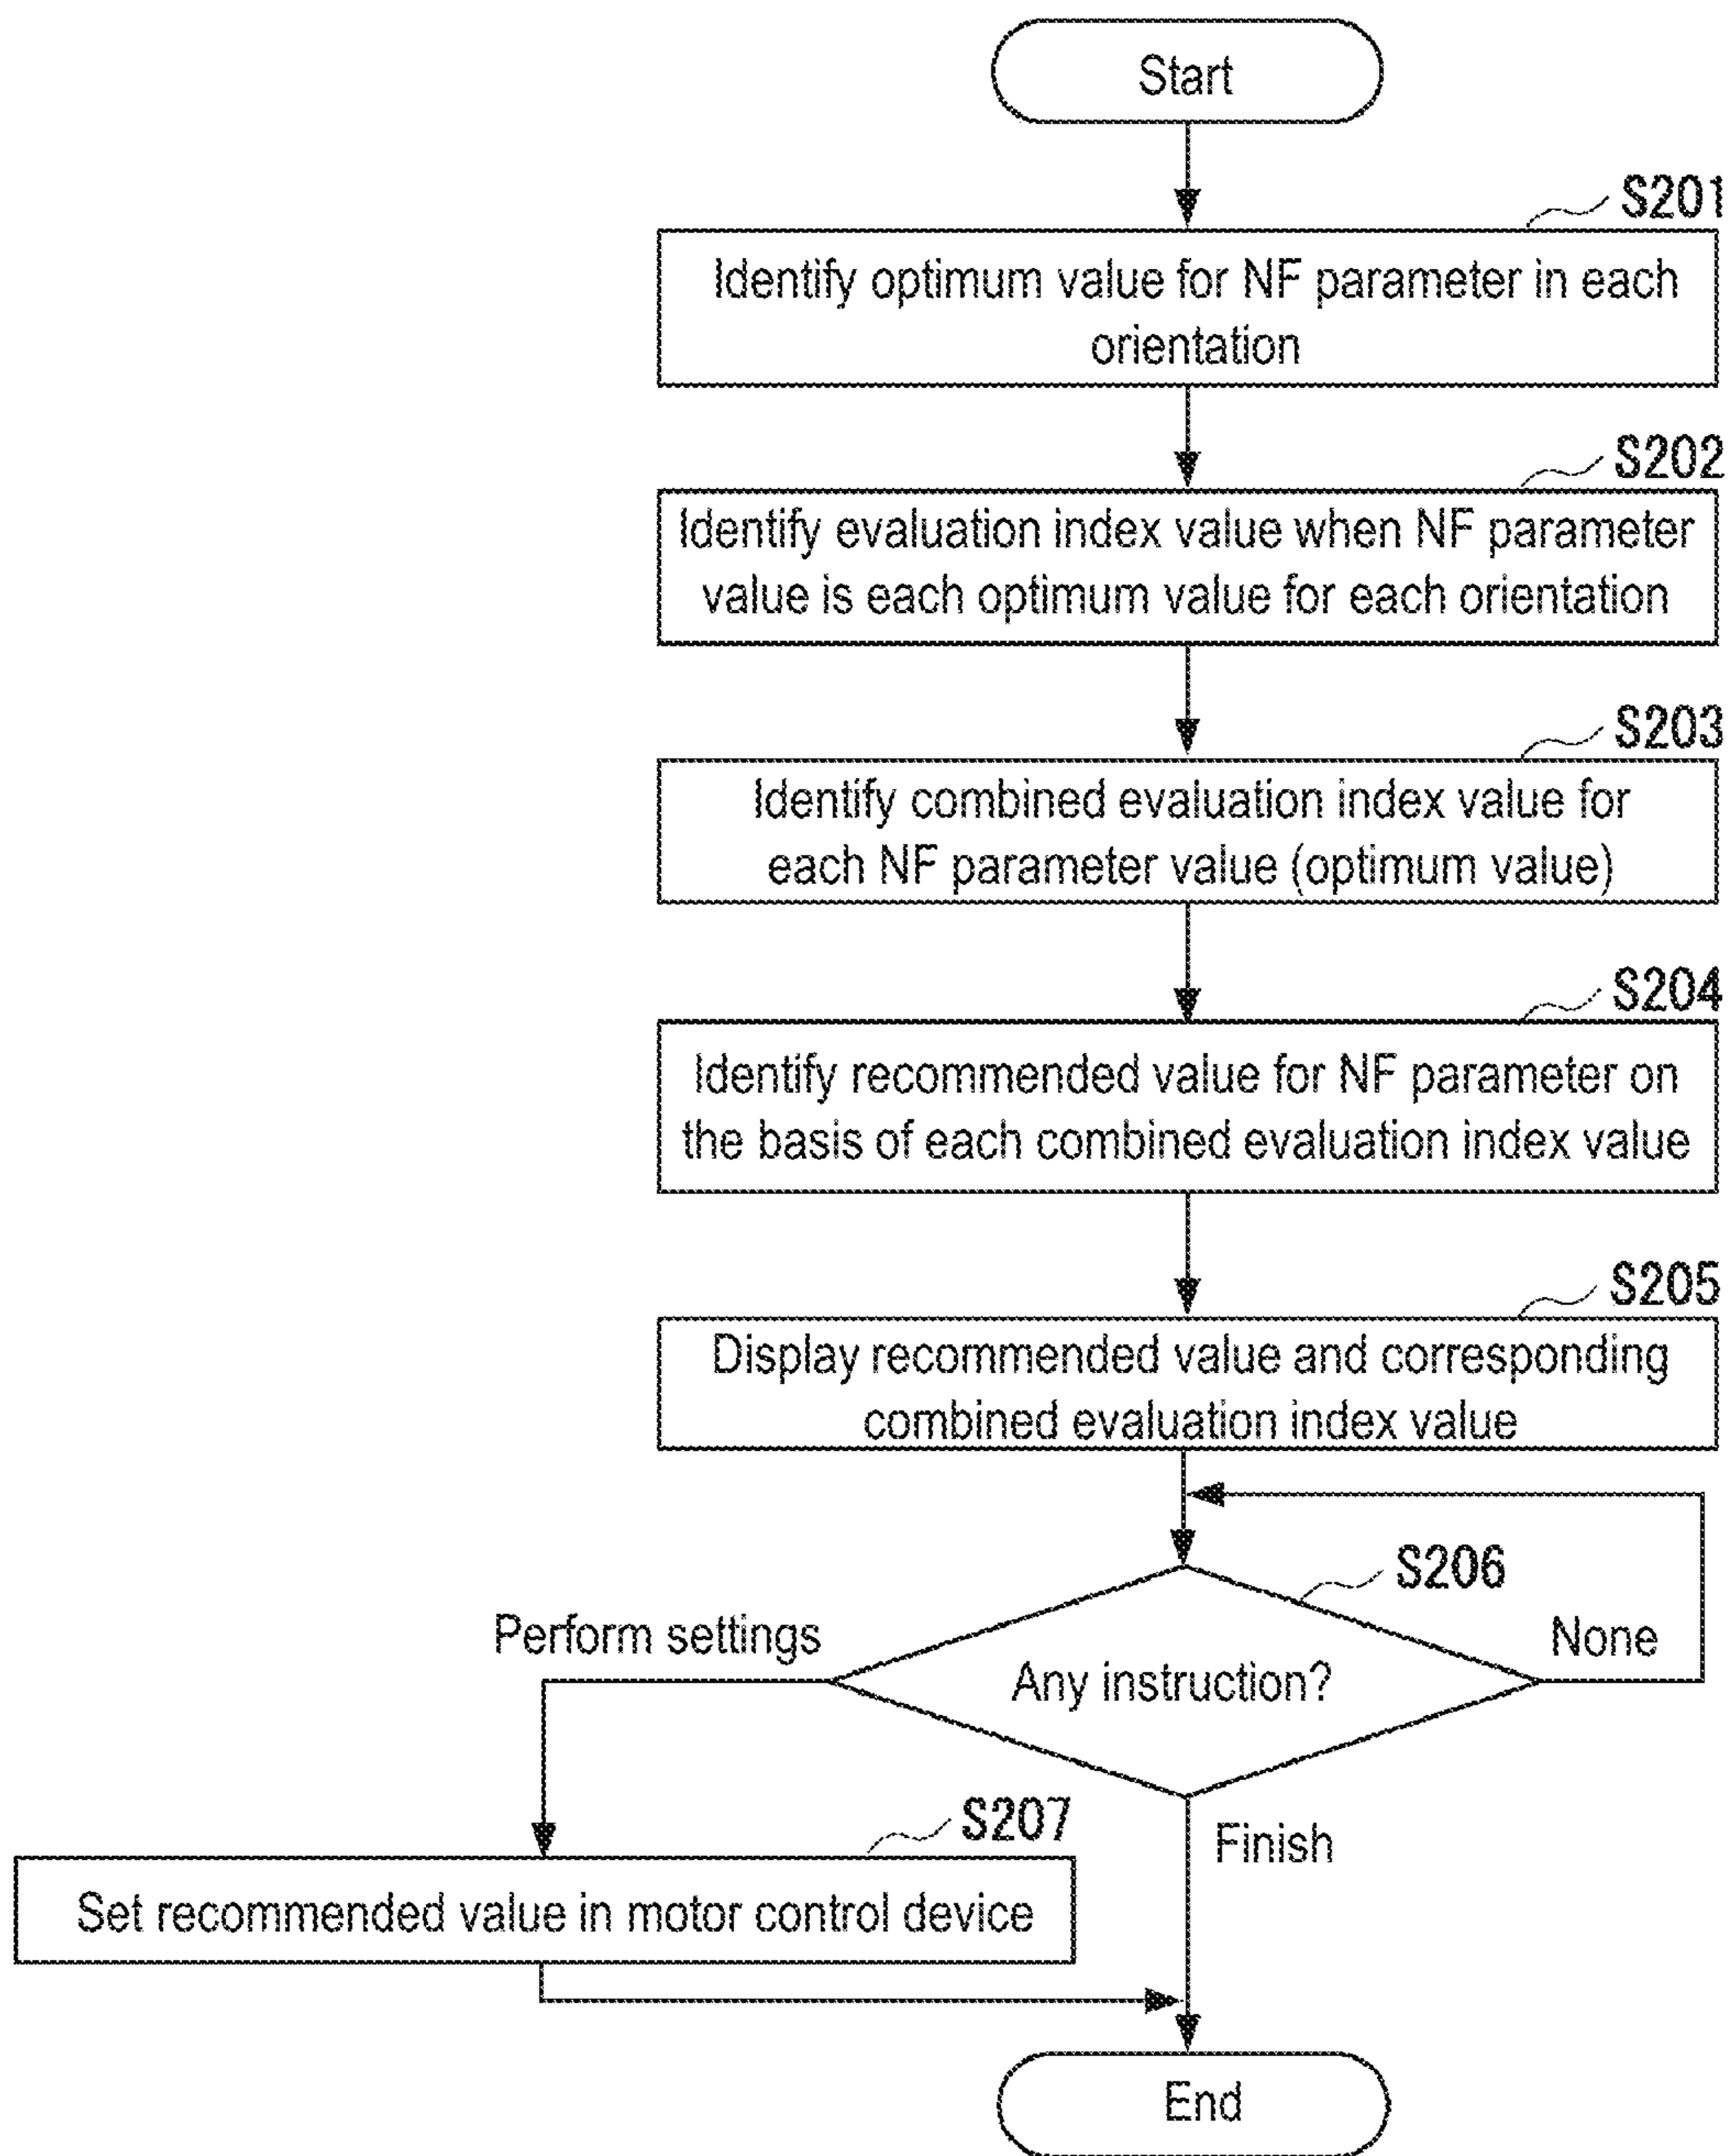 Start
S201
Identify optimum value for NF parameter in each
orientation
S202
Identify evaluation index value when NF parameter
value is each optimum value for each orientation
S203
Identify combined evaluation index value for
each NF parameter value (optimum value)
S204
Identify recommended value for NF parameter on
the basis of each combined evaluation index value
S205
Display recommended value and corresponding
combined evaluation index value
S206
Perform settings
Any instruction?
None
S207
Finish
Set recommended value in motor control device
End